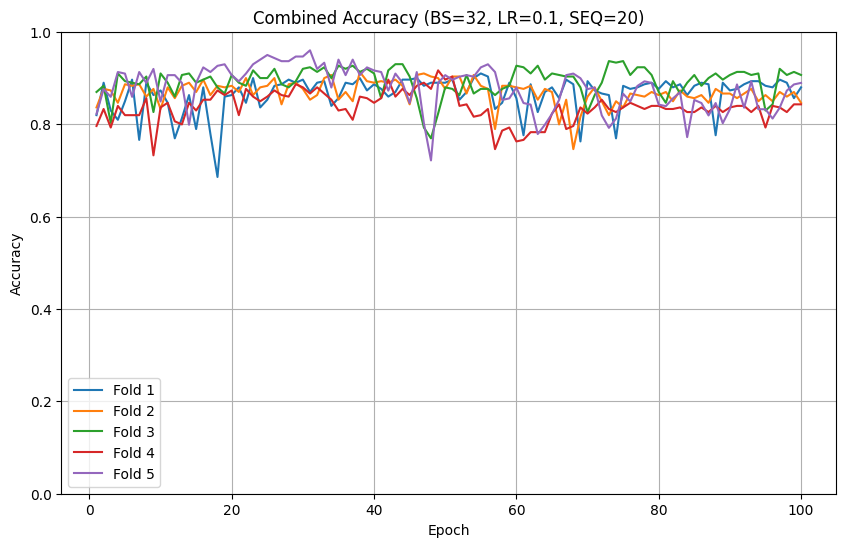 Combined Accuracy (BS=32, LR=0.1, SEQ=20)
1.0
0.8
0.6
0.4
0.2
0.0
Accuracy
Fold 1
Fold 2
Fold 3
Fold 4
Fold 5
0 20 40 60 80 100
Epoch